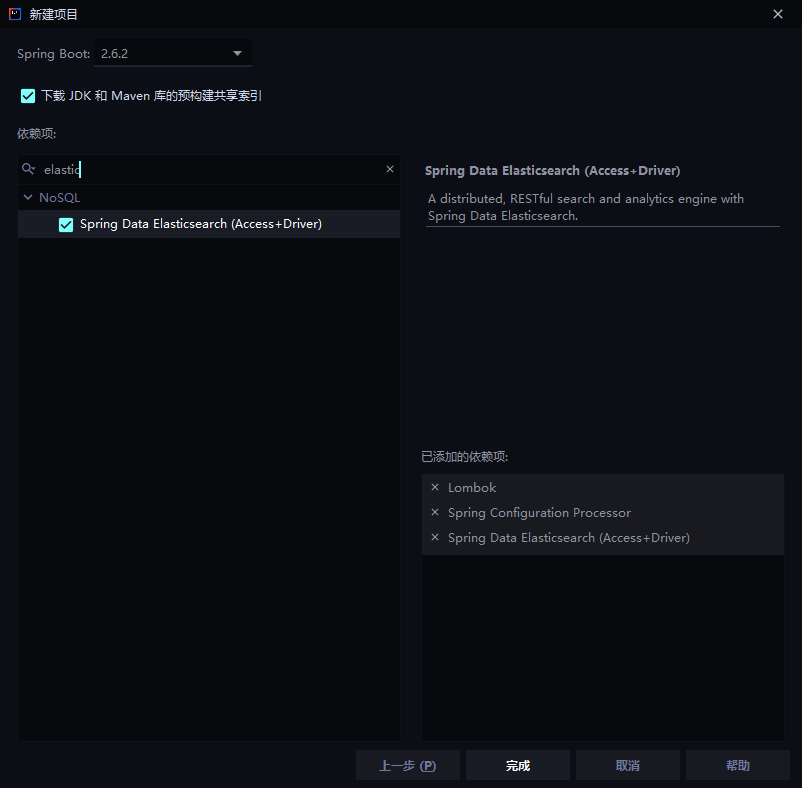 新建项目
Spring Boot: 2.6.2
下载 JDK 和 Maven 库的预构建共享索引
依赖项:
elastic
NoSQL
Spring Data Elasticsearch (Access+Driver)
Spring Data Elasticsearch (Access+Driver)
A distributed, RESTful search and analytics engine with
Spring Data Elasticsearch.
已添加的依赖项:
Lombok
Spring Configuration Processor
Spring Data Elasticsearch (Access+Driver)
上一步 (P) 完成 取消 帮助